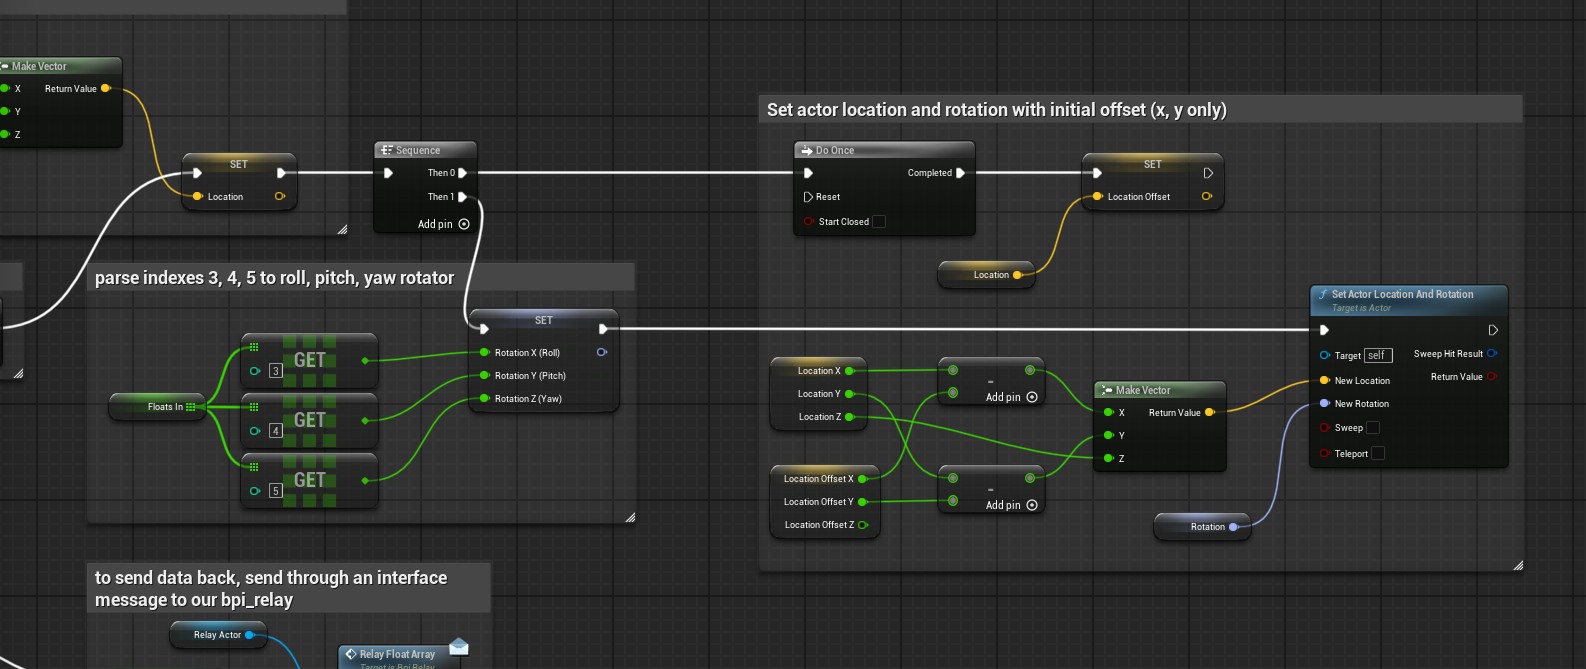 Make Vector
X Return Value
Y
Z
SET
Location
Sequence
Then 0
Then 1
Add pin
Set actor location and rotation with initial offset (x, y only)
Do Once
Completed
Reset
Start Closed
SET
Location Offset
Location
parse indexes 3, 4, 5 to roll, pitch, yaw rotator
Floats In
GET
3
GET
4
GET
5
SET
Rotation X (Roll)
Rotation Y (Pitch)
Rotation Z (Yaw)
Location X
Location Y
Location Z
Location Offset X
Location Offset Y
Location Offset Z
-
Add pin
-
Add pin
Make Vector
X Return Value
Y
Z
Rotation
f Set Actor Location And Rotation
Target is Actor
Target self
Sweep Hit Result
New Location
Return Value
New Rotation
Sweep
Teleport
to send data back, send through an interface
message to our bpi_relay
Relay Actor
Relay Float Array
Target is Bpi Relay